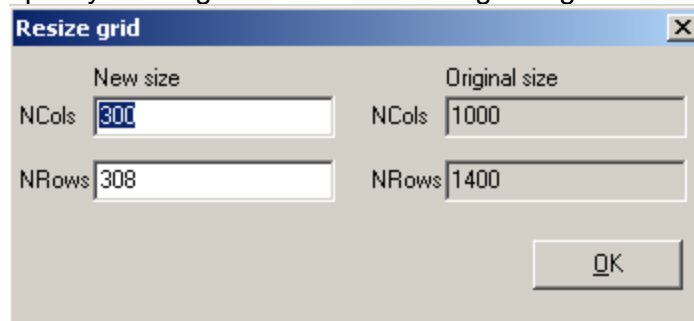 Resize grid
New size Original size
NCols 300 NCols 1000
NRows 308 NRows 1400
OK